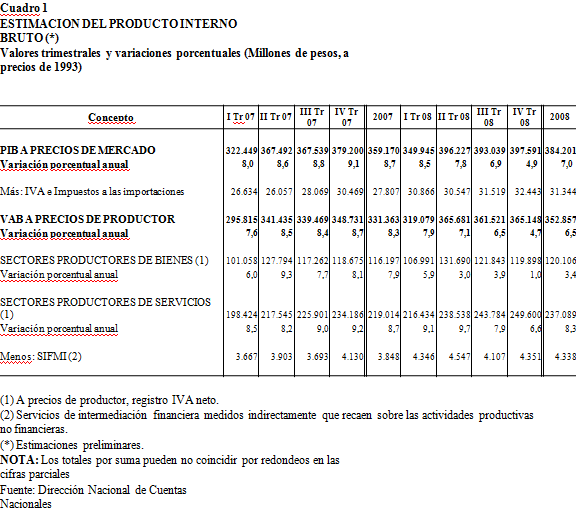 Cuadro 1
ESTIMACION DEL PRODUCTO INTERNO
BRUTO (*)
Valores trimestrales y variaciones porcentuales (Millones de pesos, a
precios de 1993)
Concepto I Tr 07 II Tr 07 III Tr 07 IV Tr 07 2007 I Tr 08 II Tr 08 III Tr 08 IV Tr 08 2008
PIB A PRECIOS DE MERCADO 322.449 367.492 367.539 379.200 359.170 349.945 396.227 393.039 397.591 384.201
Variación porcentual anual 8,0 8,6 8,8 9,1 8,7 8,5 7,8 6,9 4,9 7,0
Más: IVA e Impuestos a las importaciones 26.634 26.057 28.069 30.469 27.807 30.866 30.547 31.519 32.443 31.344
VAB A PRECIOS DE PRODUCTOR 295.815 341.435 339.469 348.731 331.363 319.079 365.681 361.521 365.148 352.857
Variación porcentual anual 7,6 8,5 8,4 8,7 8,3 7,9 7,1 6,5 4,7 6,5
SECTORES PRODUCTORES DE BIENES (1) 101.058 127.794 117.262 118.675 116.197 106.991 131.690 121.843 119.898 120.106
Variación porcentual anual 6,0 9,3 7,7 8,1 7,9 5,9 3,0 3,9 1,0 3,4
SECTORES PRODUCTORES DE SERVICIOS
(1) 198.424 217.545 225.901 234.186 219.014 216.434 238.538 243.784 249.600 237.089
Variación porcentual anual 8,5 8,2 9,0 9,2 8,7 9,1 9,7 7,9 6,6 8,3
Menos: SIFMI (2) 3.667 3.903 3.693 4.130 3.848 4.346 4.547 4.107 4.351 4.338
(1) A precios de productor, registro IVA neto.
(2) Servicios de intermediación financiera medidos indirectamente que recaen sobre las actividades productivas
no financieras.
(*) Estimaciones preliminares.
NOTA: Los totales por suma pueden no coincidir por redondeos en las
cifras parciales
Fuente: Dirección Nacional de Cuentas
Nacionales